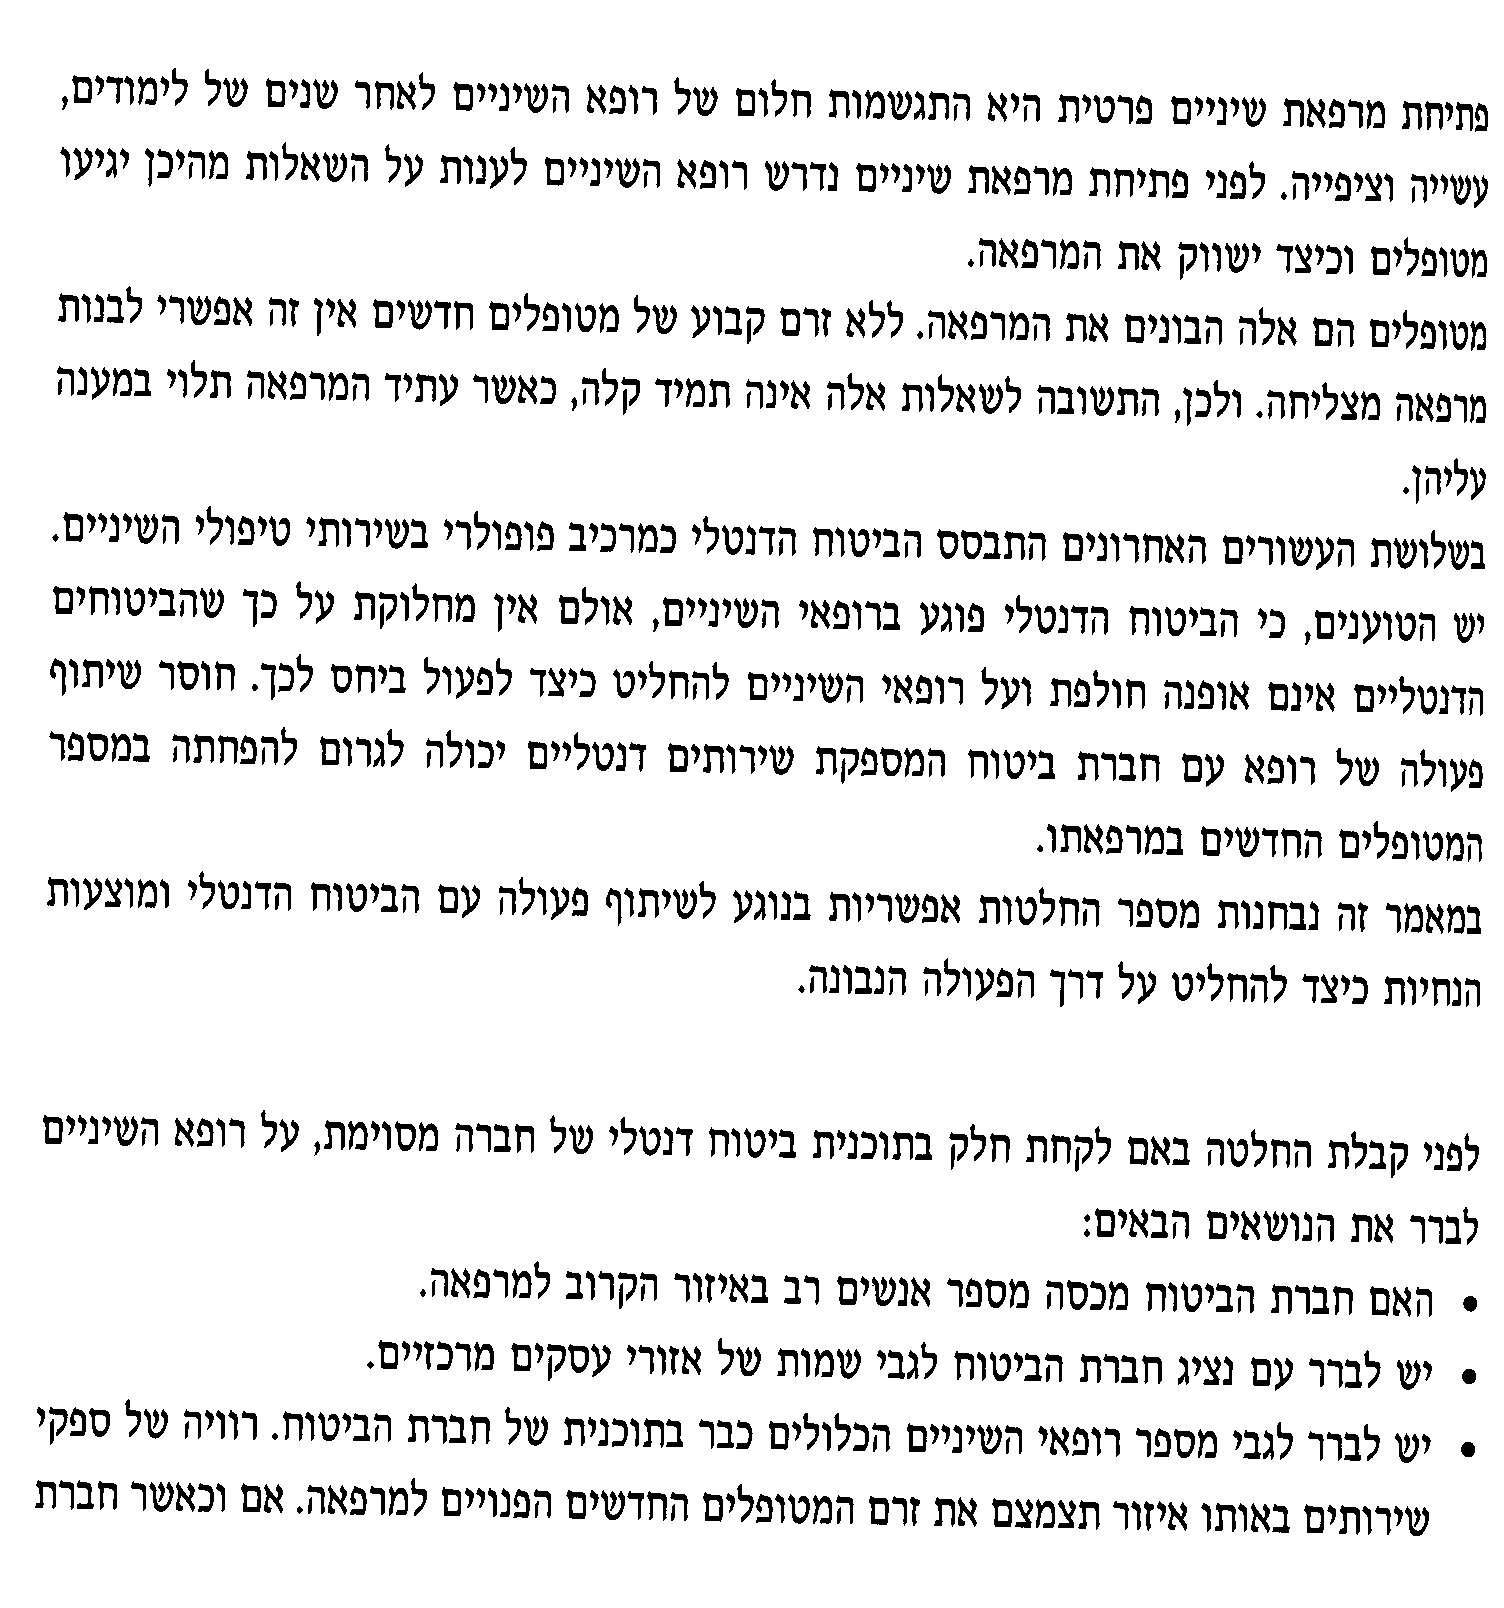 פתיחת מרפאת שיניים פרטית היא התגשמות חלום של רופא השיניים לאחר שנים של לימודים,
עשייה וציפייה. לפני פתיחת מרפאת שיניים נדרש רופא השיניים לענות על השאלות מהיכן יגיעו
מטופלים וכיצד ישווק את המרפאה.
מטופלים הם אלה הבונים את המרפאה. ללא זרם קבוע של מטופלים חדשים אין זה אפשרי לבנות
מרפאה מצליחה. ולכן, התשובה לשאלות אלה אינה תמיד קלה, כאשר עתיד המרפאה תלוי במענה
עליהן.
בשלושת העשורים האחרונים התבסס הביטוח הדנטלי כמרכיב פופולרי בשירותי טיפולי השיניים.
יש הטוענים, כי הביטוח הדנטלי פוגע ברופאי השיניים, אולם אין מחלוקת על כך שהביטוחים
הדנטליים אינם אופנה חולפת ועל רופאי השיניים להחליט כיצד לפעול ביחס לכך. חוסר שיתוף
פעולה של רופא עם חברת ביטוח המספקת שירותים דנטליים יכולה לגרום להפחתה במספר
המטופלים החדשים במרפאתו.
במאמר זה נבחנות מספר החלטות אפשריות בנוגע לשיתוף פעולה עם הביטוח הדנטלי ומוצעות
הנחיות כיצד להחליט על דרך הפעולה הנבונה.
לפני קבלת החלטה באם לקחת חלק בתוכנית ביטוח דנטלי של חברה מסוימת, על רופא השיניים
לברר את הנושאים הבאים:
• האם חברת הביטוח מכסה מספר אנשים רב באיזור הקרוב למרפאה.
• יש לברר עם נציג חברת הביטוח לגבי שמות של אזורי עסקים מרכזיים.
• יש לברר לגבי מספר רופאי השיניים הכלולים כבר בתוכנית של חברת הביטוח. רוויה של ספקי
שירותים באותו איזור תצמצם את זרם המטופלים החדשים הפנויים למרפאה. אם וכאשר חברת